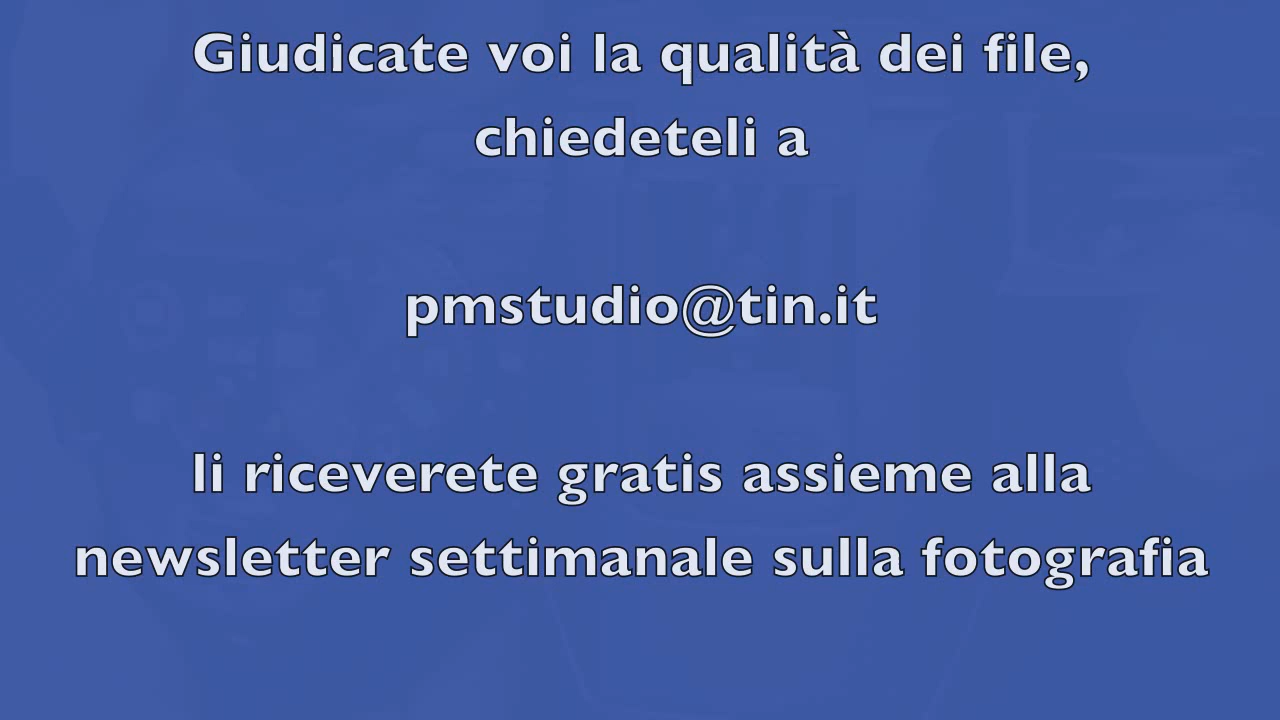 Giudicate voi la qualità dei file,
chiedeteli a
pmstudio@tin.it
li riceverete gratis assieme alla
newsletter settimanale sulla fotografia